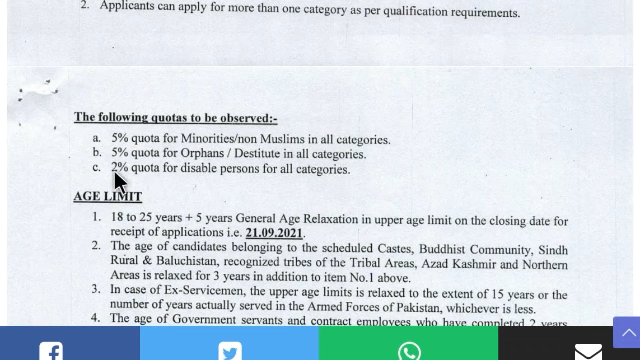 2. Applicants can apply for more than one category as per qualification requirements.
The following quotas to be observed:-
a. 5% quota for Minorities/non Muslims in all categories.
b. 5% quota for Orphans / Destitute in all categories.
c. 2% quota for disable persons for all categories.
AGE LIMIT
1. 18 to 25 years + 5 years General Age Relaxation in upper age limit on the closing date for
receipt of applications i.e. 21.09.2021.
2. The age of candidates belonging to the scheduled Castes, Buddhist Community, Sindh
Rural & Baluchistan, recognized tribes of the Tribal Areas, Azad Kashmir and Northern
Areas is relaxed for 3 years in addition to item No.1 above.
3. In case of Ex-Servicemen, the upper age limits is relaxed to the extent of 15 years or the
number of years actually served in the Armed Forces of Pakistan, whichever is less.
4. The age of Government servants and contract employees who have completed 2 years